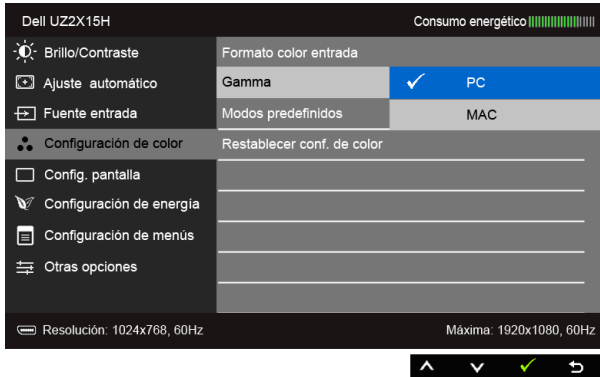 Dell UZ2X15H
Consumo energético
Brillo/Contraste
Formato color entrada
Ajuste automático
Gamma
PC
Fuente entrada
Modos predefinidos
MAC
Configuración de color
Restablecer conf. de color
Config. pantalla
Configuración de energía
Configuración de menús
Otras opciones
Resolución: 1024x768, 60Hz
Máxima: 1920x1080, 60Hz